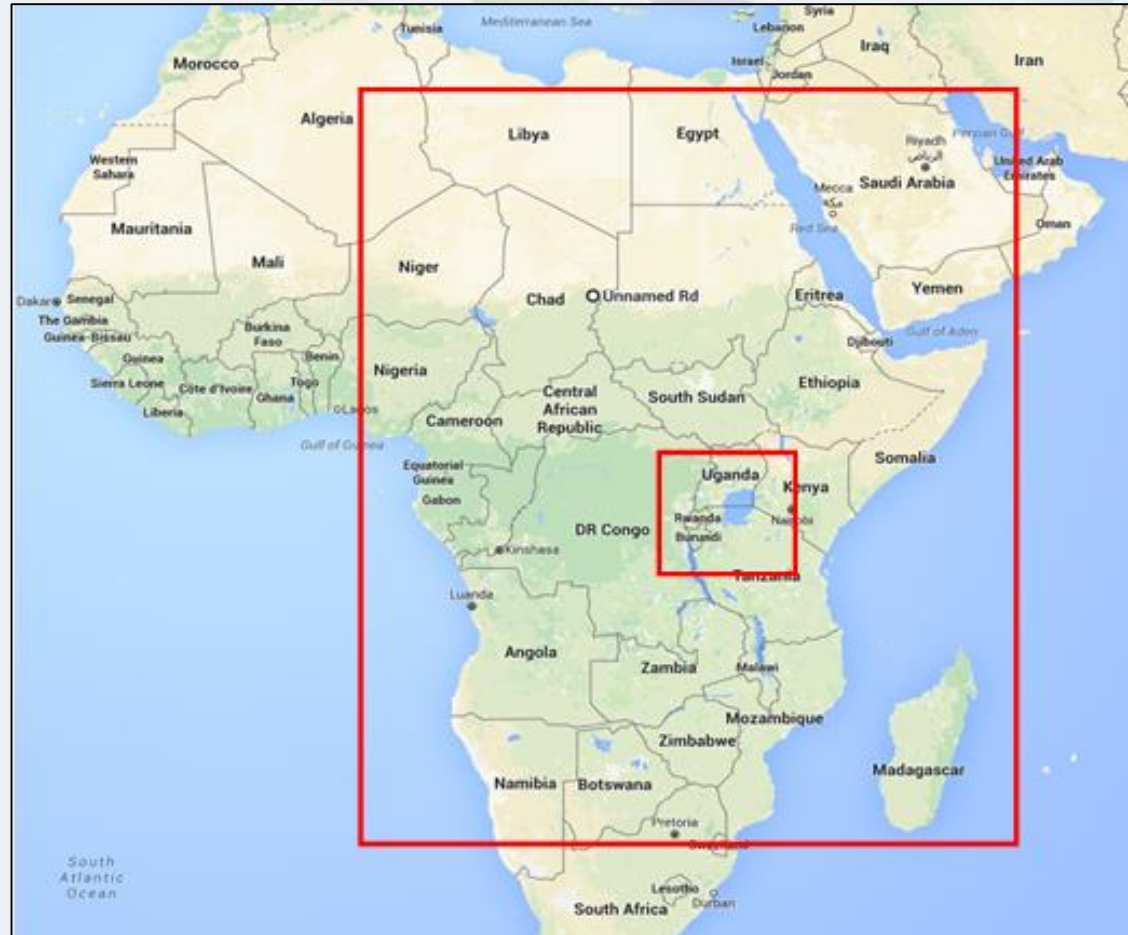 Mediterranean Sea
Tunisia
Syria
Lebanon
Iraq
Iran
Israel
Jordan
Morocco
Algeria
Libya
Egypt
Persian Gulf
Riyadh
الرياض
Saudi Arabia
United Arab
Emirates
Western
Sahara
Mecca
مكة
Red Sea
Oman
Mauritania
Mali
Niger
Chad
Unnamed Rd
Eritrea
Yemen
Dakar
Senegal
The Gambia
Guinea-Bissau
Burkina
Faso
Gulf of Aden
Djibouti
Guinea
Benin
Nigeria
Sierra Leone
Côte d'Ivoire
Togo
Ghana
Ethiopia
Central
African
Republic
South Sudan
Liberia
Lagos
Cameroon
Gulf of Guinea
Somalia
Equatorial
Guinea
Gabon
Uganda
Kenya
Rwanda
Nairobi
DR Congo
Burundi
Kinshasa
Tanzania
Luanda
Angola
Zambia
Malawi
Mozambique
Zimbabwe
Namibia
Botswana
Madagascar
Pretoria
Swaziland
South
Atlantic
Ocean
Lesotho
Durban
South Africa